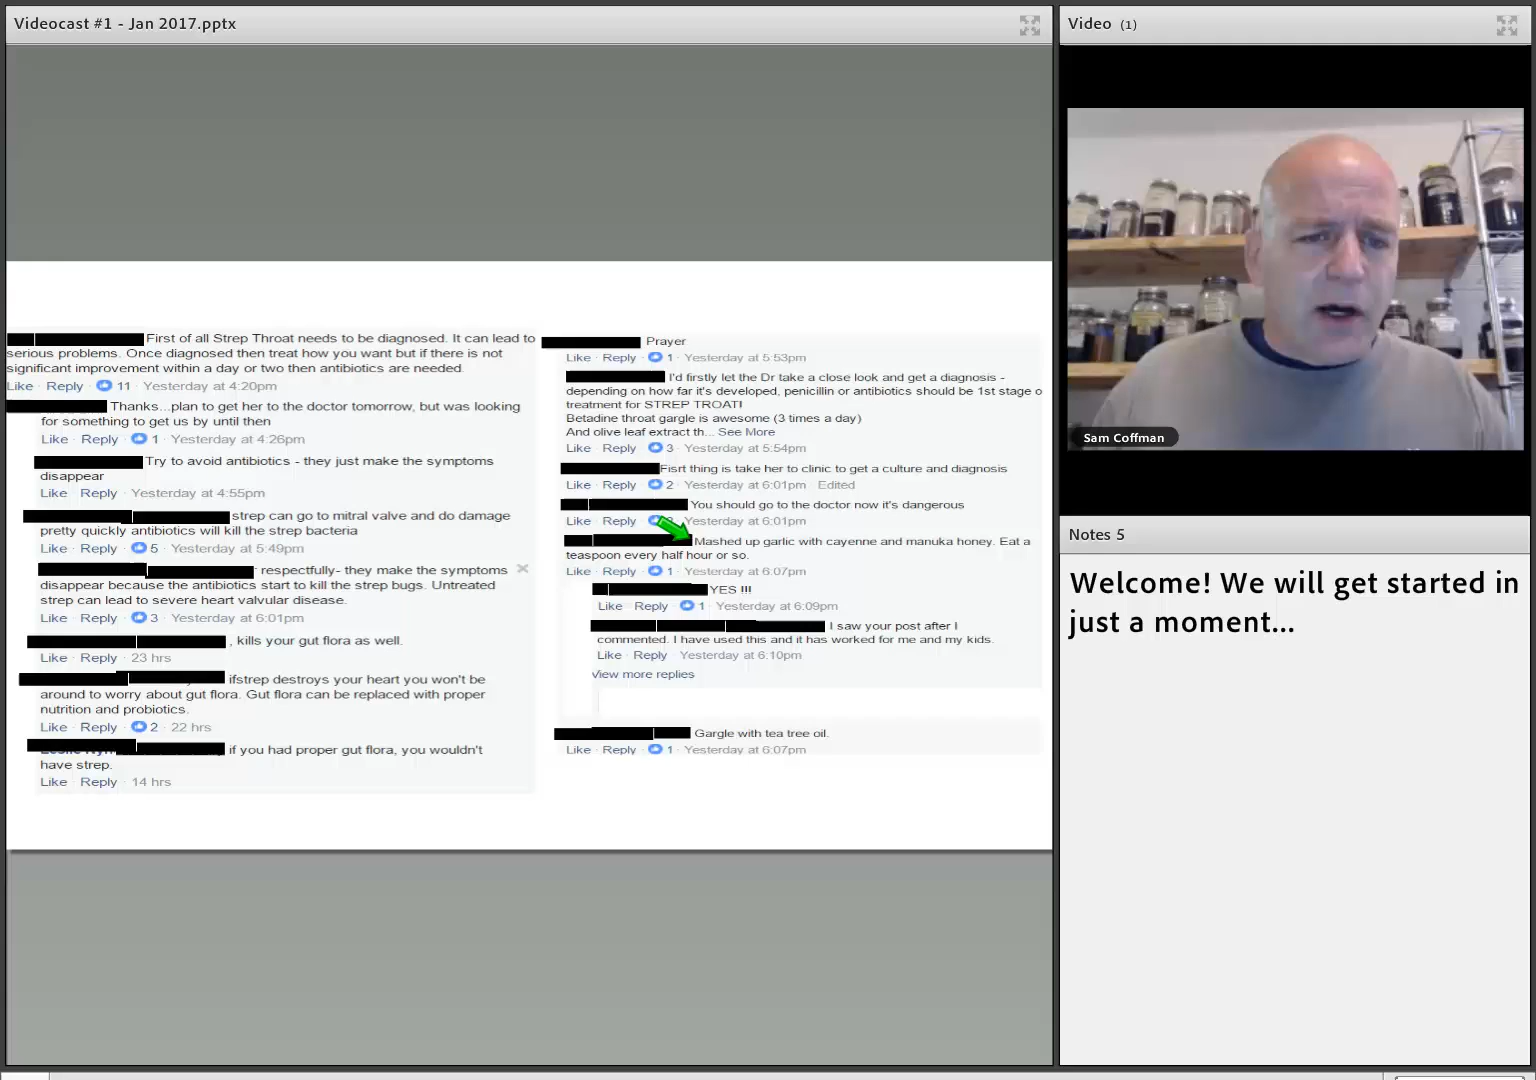 Videocast #1 - Jan 2017.pptx
First of all Strep Throat needs to be diagnosed. It can lead to
serious problems. Once diagnosed then treat how you want but if there is not
significant improvement within a day or two then antibiotics are needed.
Like · Reply · 11 · Yesterday at 4:20pm
Thanks...plan to get her to the doctor tomorrow, but was looking
for something to get us by until then
Like · Reply · 1 · Yesterday at 4:26pm
Try to avoid antibiotics - they just make the symptoms
disappear
Like · Reply · Yesterday at 4:55pm
strep can go to mitral valve and do damage
pretty quickly antibiotics will kill the strep bacteria
Like · Reply · 5 · Yesterday at 5:49pm
respectfully- they make the symptoms
disappear because the antibiotics start to kill the strep bugs. Untreated
strep can lead to severe heart valvular disease.
Like · Reply · 3 · Yesterday at 6:01pm
, kills your gut flora as well.
Like · Reply · 23 hrs
ifstrep destroys your heart you won't be
around to worry about gut flora. Gut flora can be replaced with proper
nutrition and probiotics.
Like · Reply · 2 · 22 hrs
if you had proper gut flora, you wouldn't
have strep.
Like · Reply · 14 hrs
Prayer
Like · Reply · 1 · Yesterday at 5:53pm
I'd firstly let the Dr take a close look and get a diagnosis -
depending on how far it's developed, penicillin or antibiotics should be 1st stage o
treatment for STREP TROAT!
Betadine throat gargle is awesome (3 times a day)
And olive leaf extract th... See More
Like · Reply · 3 · Yesterday at 5:54pm
Fisrt thing is take her to clinic to get a culture and diagnosis
Like · Reply · 2 · Yesterday at 6:01pm · Edited
You should go to the doctor now it's dangerous
Like · Reply · Yesterday at 6:01pm
Mashed up garlic with cayenne and manuka honey. Eat a
teaspoon every half hour or so.
Like · Reply · 1 · Yesterday at 6:07pm
YES !!!
Like · Reply · 1 · Yesterday at 6:09pm
I saw your post after I
commented. I have used this and it has worked for me and my kids.
Like · Reply · Yesterday at 6:10pm
View more replies
Gargle with tea tree oil.
Like · Reply · 1 · Yesterday at 6:07pm
Video (1)
Sam Coffman
Notes 5
Welcome! We will get started in
just a moment...